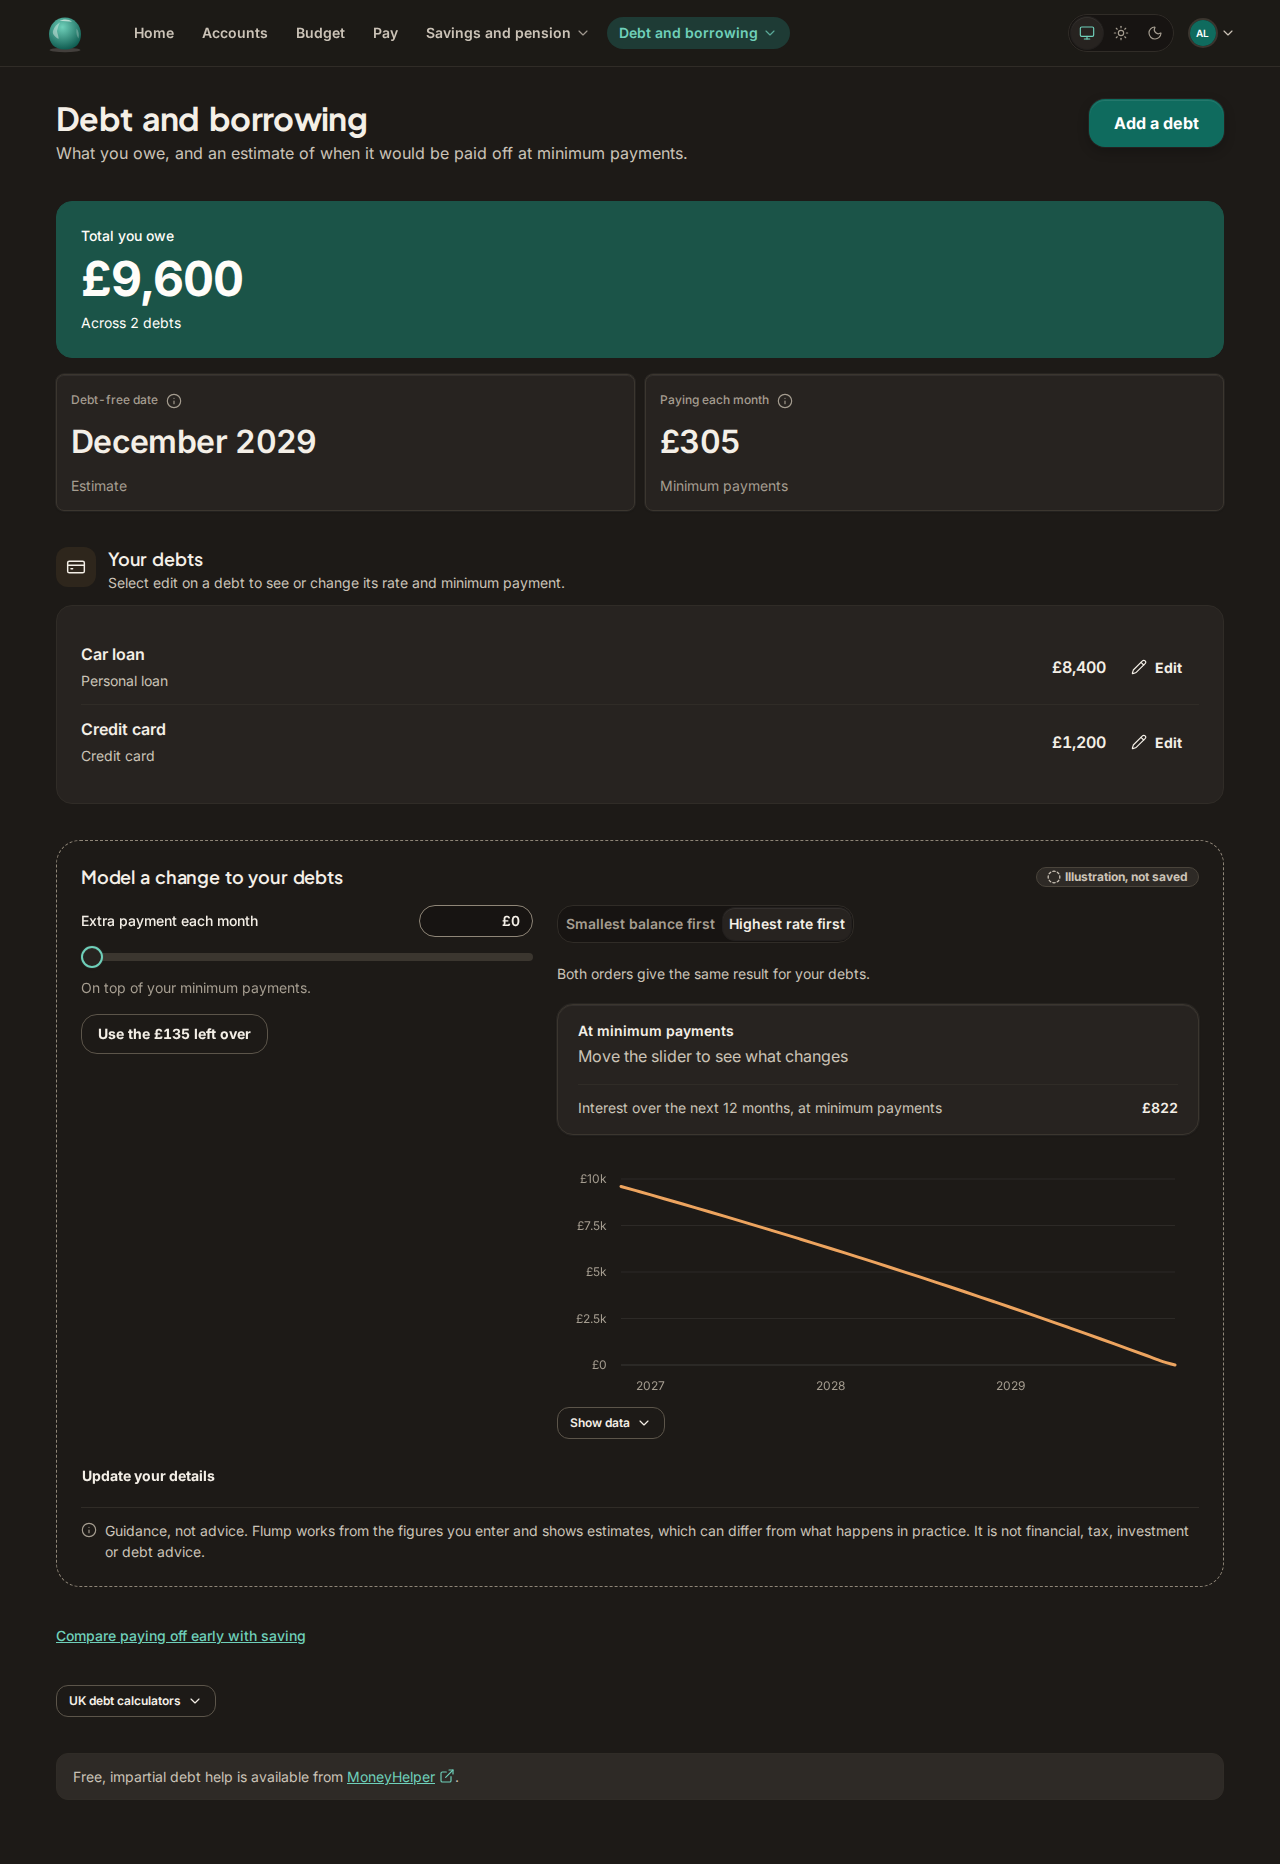 Home Accounts Budget Pay Savings and pension Debt and borrowing AL
Debt and borrowing
Add a debt
What you owe, and an estimate of when it would be paid off at minimum payments.
Total you owe
£9,600
Across 2 debts
Debt-free date
December 2029
Estimate
Paying each month
£305
Minimum payments
Your debts
Select edit on a debt to see or change its rate and minimum payment.
Car loan
Personal loan
£8,400 Edit
Credit card
Credit card
£1,200 Edit
Model a change to your debts
Illustration, not saved
Extra payment each month £0
On top of your minimum payments.
Use the £135 left over
Smallest balance first Highest rate first
Both orders give the same result for your debts.
At minimum payments
Move the slider to see what changes
Interest over the next 12 months, at minimum payments £822
£10k
£7.5k
£5k
£2.5k
£0
2027 2028 2029
Show data
Update your details
Guidance, not advice. Flump works from the figures you enter and shows estimates, which can differ from what happens in practice. It is not financial, tax, investment
or debt advice.
Compare paying off early with saving
UK debt calculators
Free, impartial debt help is available from MoneyHelper.